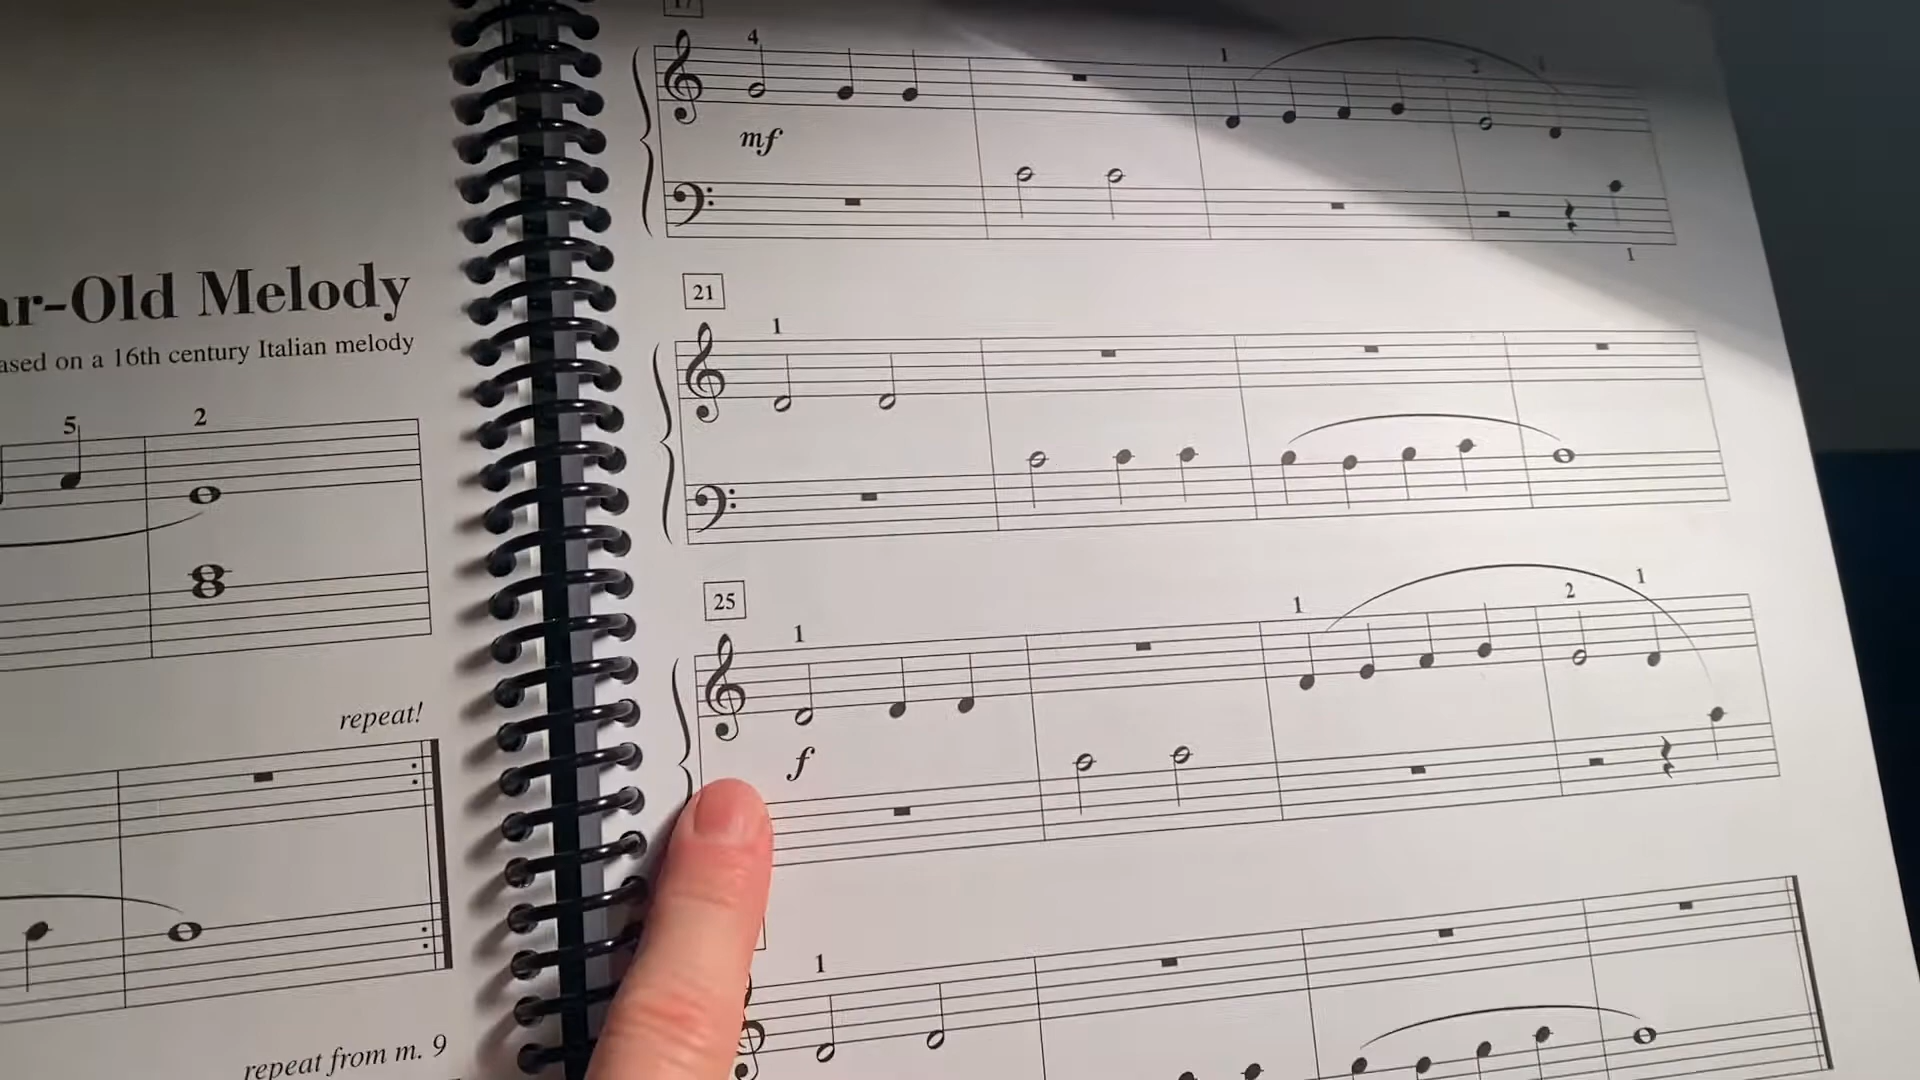 ar-Old Melody
ased on a 16th century Italian melody
5 2
repeat!
repeat from m. 9
17
4 1 2 1
mf
1
21
1
25
1 1 2 1
f
1